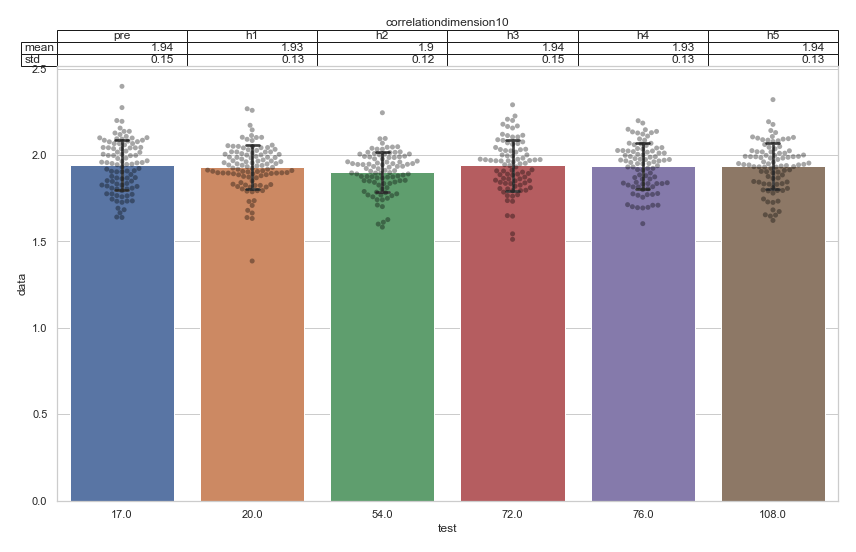 correlationdimension10
pre h1 h2 h3 h4 h5
mean 1.94 1.93 1.9 1.94 1.93 1.94
std 0.15 0.13 0.12 0.15 0.13 0.13
2.5
2.0
1.5
1.0
0.5
0.0
data
17.0 20.0 54.0 72.0 76.0 108.0
test